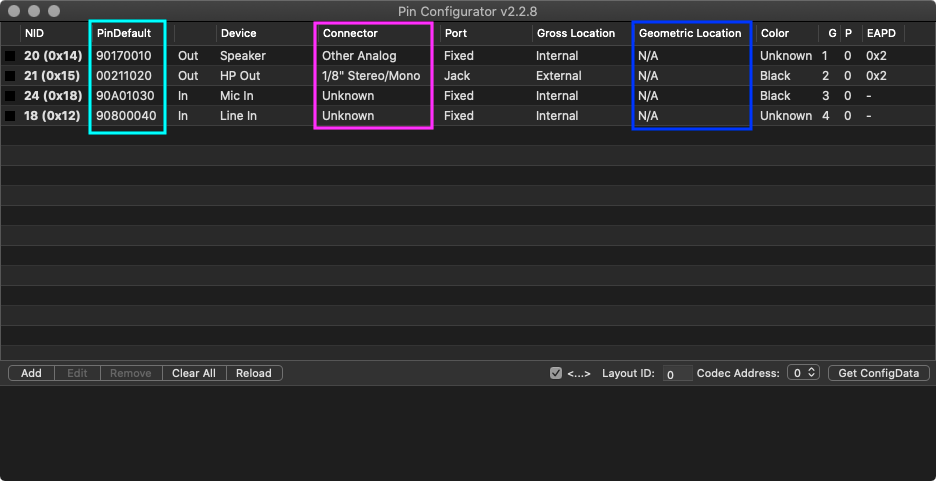 Pin Configurator v2.2.8
NID PinDefault Device Connector Port Gross Location Geometric Location Color G P EAPD
20 (0x14) 90170010 Out Speaker Other Analog Fixed Internal N/A Unknown 1 0 0x2
21 (0x15) 00211020 Out HP Out 1/8" Stereo/Mono Jack External N/A Black 2 0 0x2
24 (0x18) 90A01030 In Mic In Unknown Fixed Internal N/A Black 3 0 -
18 (0x12) 90800040 In Line In Unknown Fixed Internal N/A Unknown 4 0 -
Add Edit Remove Clear All Reload <...> Layout ID: 0 Codec Address: 0 Get ConfigData